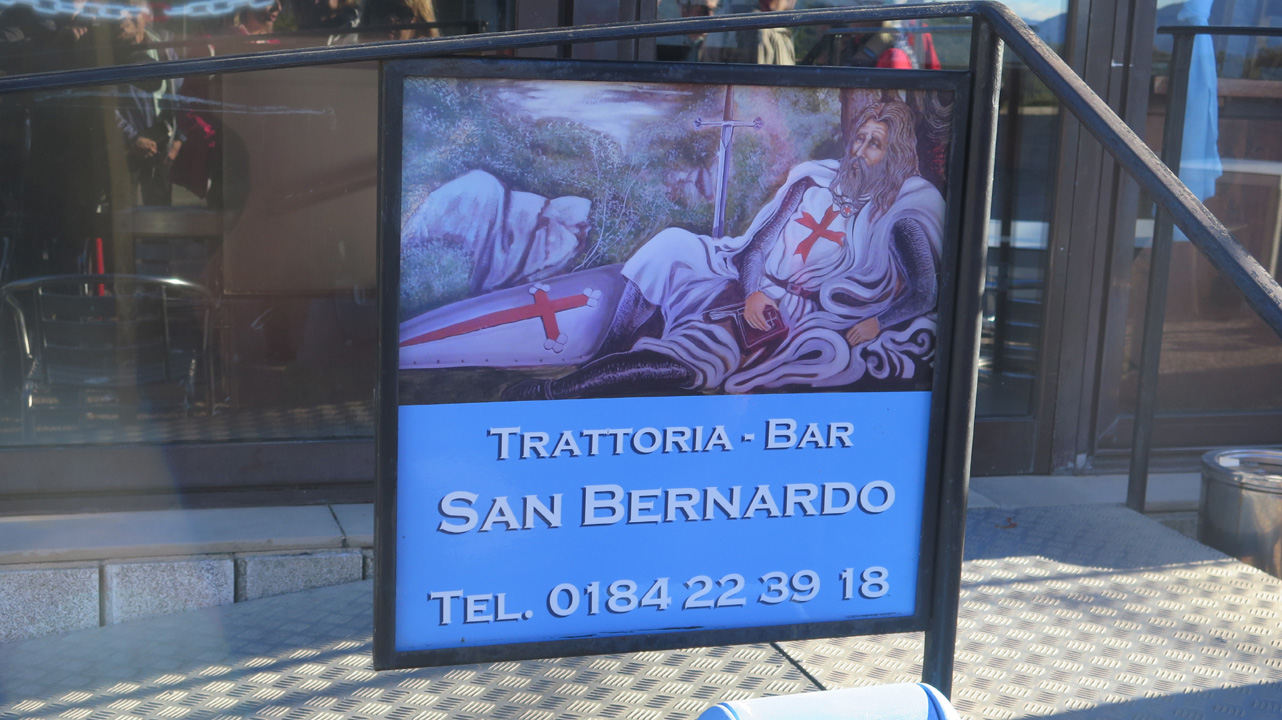 Trattoria - Bar
San Bernardo
Tel. 0184 22 39 18